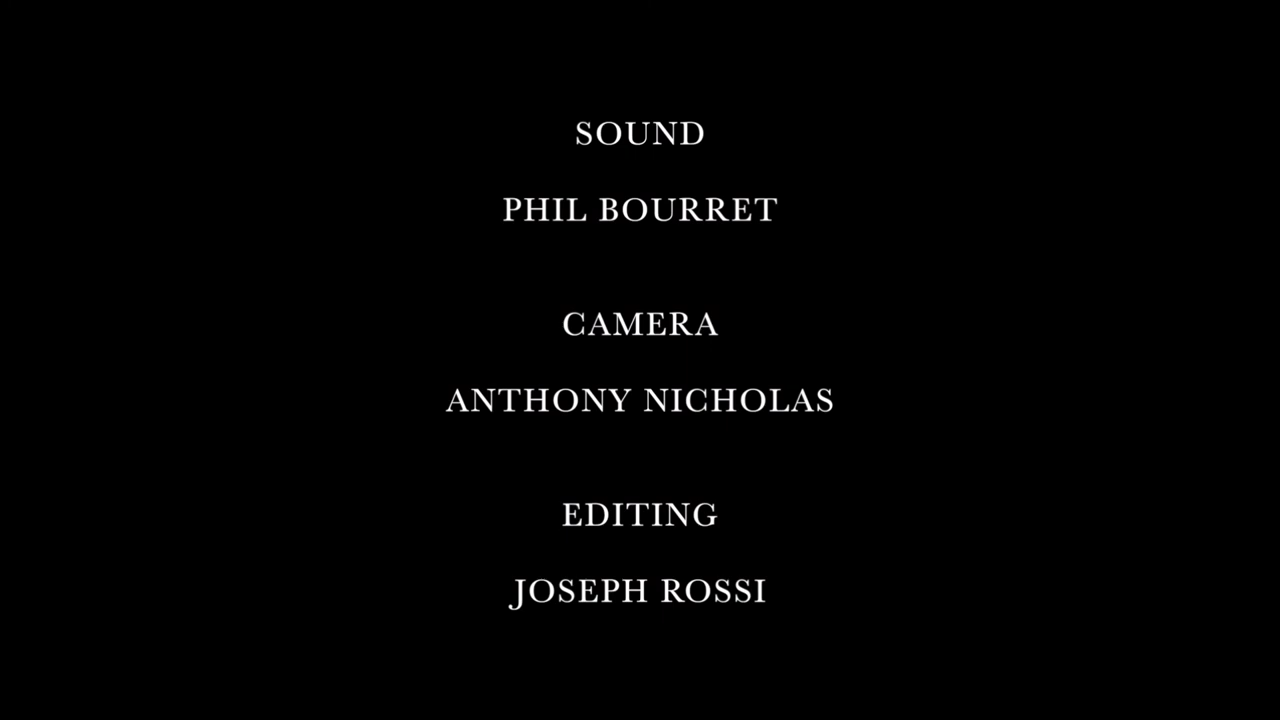 SOUND
PHIL BOURRET
CAMERA
ANTHONY NICHOLAS
EDITING
JOSEPH ROSSI